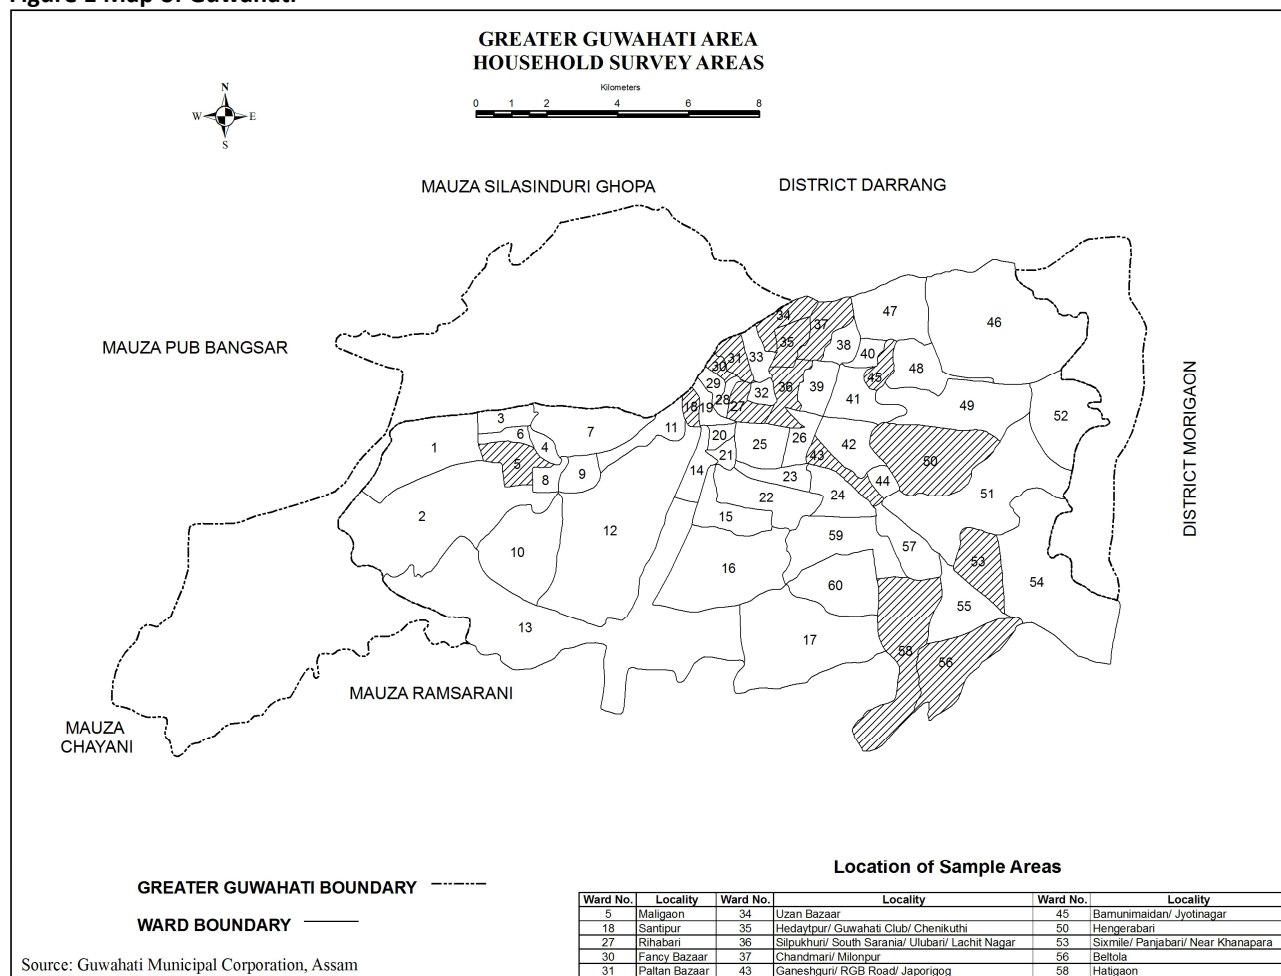 Figure 1 Map of Guwahati
GREATER GUWAHATI AREA
HOUSEHOLD SURVEY AREAS
Kilometers
0 1 2 4 6 8
N
W E
S
MAUZA SILASINDURI GHOPA DISTRICT DARRANG
MAUZA PUB BANGSAR
DISTRICT MORIGAON
MAUZA RAMSARANI
MAUZA
CHAYANI
34
37
47
46
35
38
33
31
30
40
45
48
29
32
36
39
41
28
27
18
19
49
52
3
6
7
11
4
1
5
20
21
25
26
42
43
50
8
9
14
23
44
51
22
24
2
15
12
10
59
57
16
53
60
54
55
13
17
58
56
GREATER GUWAHATI BOUNDARY
WARD BOUNDARY
Source: Guwahati Municipal Corporation, Assam
Location of Sample Areas
Ward No. Locality Ward No. Locality Ward No. Locality
5 Maligaon 34 Uzan Bazaar 45 Bamunimaidan/ Jyotinagar
18 Santipur 35 Hedaytpur/ Guwahati Club/ Chenikuthi 50 Hengerabari
27 Rihabari 36 Silpukhuri/ South Sarania/ Ulubari/ Lachit Nagar 53 Sixmile/ Panjabari/ Near Khanapara
30 Fancy Bazaar 37 Chandmari/ Milonpur 56 Beltola
31 Paltan Bazaar 43 Ganeshguri/ RGB Road/ Japorigog 58 Hatigaon